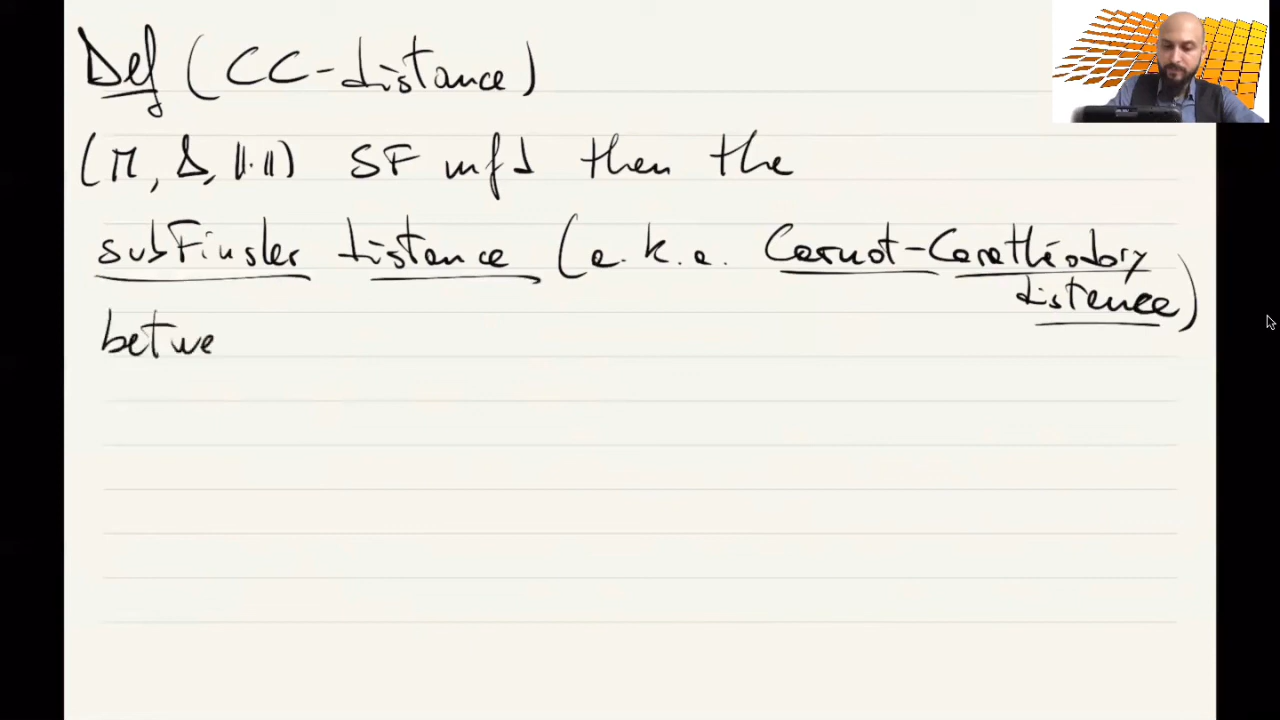 Def (CC-distance)
(M, Δ, ||·||) SF mfd then the
subFinsler distance (a.k.a. Carnot-Carathéodory
distance)
betwe